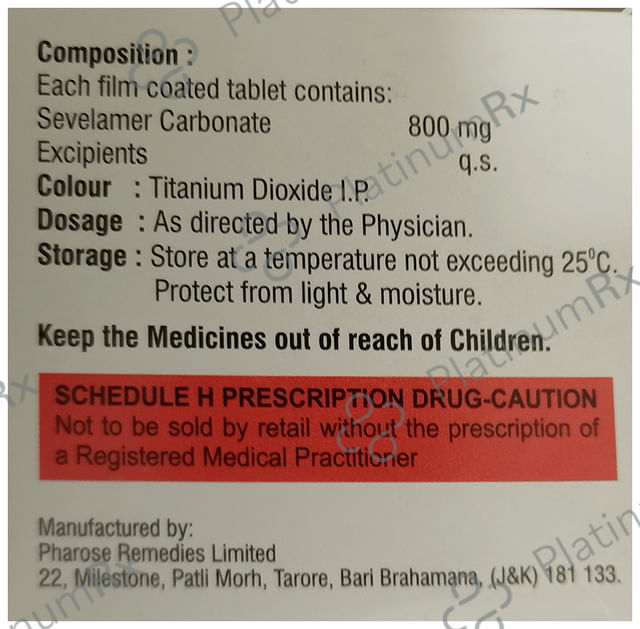 Composition :
Each film coated tablet contains:
Sevelamer Carbonate 800 mg
Excipients q.s.
Colour : Titanium Dioxide I.P.
Dosage : As directed by the Physician.
Storage : Store at a temperature not exceeding 25⁰C.
Protect from light & moisture.
Keep the Medicines out of reach of Children.
SCHEDULE H PRESCRIPTION DRUG-CAUTION
Not to be sold by retail without the prescription of
a Registered Medical Practitioner
Manufactured by:
Pharose Remedies Limited
22, Milestone, Patli Morh, Tarore, Bari Brahamana, (J&K) 181 133.
PlatinumRx
PlatinumRx